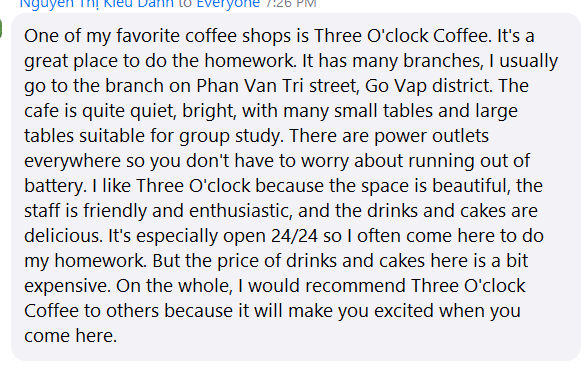 Nguyễn Thị Kiều Danh to Everyone 7:26 PM
One of my favorite coffee shops is Three O'clock Coffee. It's a
great place to do the homework. It has many branches, I usually
go to the branch on Phan Van Tri street, Go Vap district. The
cafe is quite quiet, bright, with many small tables and large
tables suitable for group study. There are power outlets
everywhere so you don't have to worry about running out of
battery. I like Three O'clock because the space is beautiful, the
staff is friendly and enthusiastic, and the drinks and cakes are
delicious. It's especially open 24/24 so I often come here to do
my homework. But the price of drinks and cakes here is a bit
expensive. On the whole, I would recommend Three O'clock
Coffee to others because it will make you excited when you
come here.